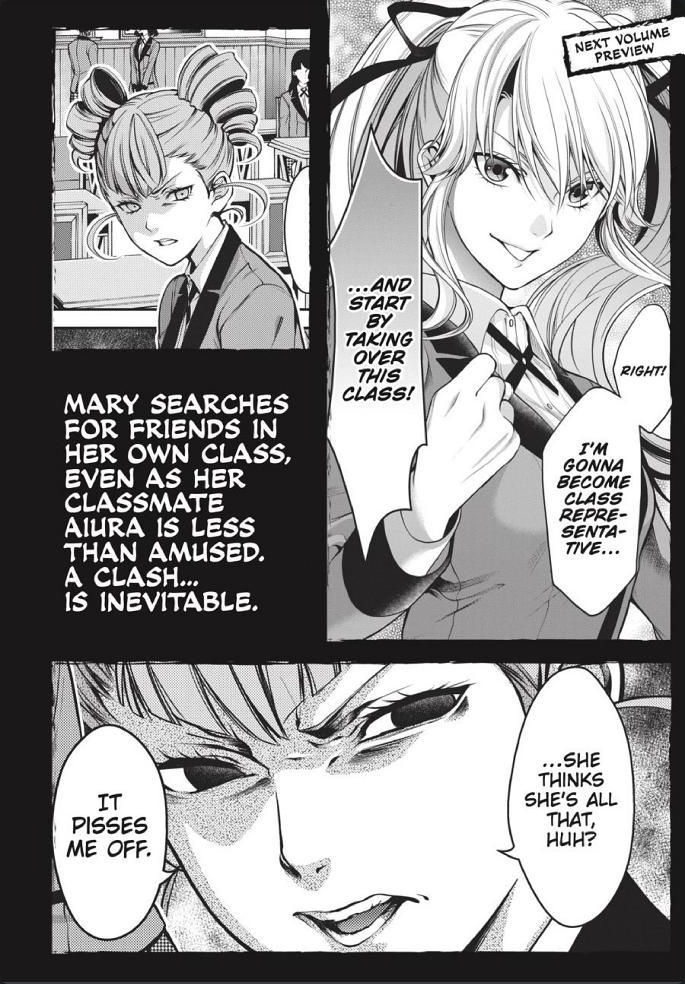 NEXT VOLUME
PREVIEW
RIGHT!
I'M
GONNA
BECOME
CLASS
REPRE-
SENTA-
TIVE...
...AND
START
BY
TAKING
OVER
THIS
CLASS!
MARY SEARCHES
FOR FRIENDS IN
HER OWN CLASS,
EVEN AS HER
CLASSMATE
AIURA IS LESS
THAN AMUSED.
A CLASH...
IS INEVITABLE.
...SHE
THINKS
SHE'S ALL
THAT,
HUH?
IT
PISSES
ME OFF.